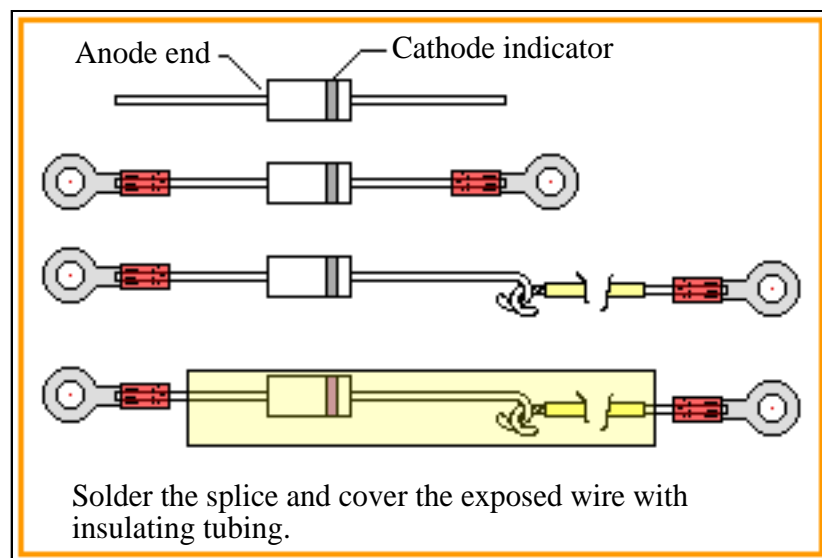 Anode end
Cathode indicator
Solder the splice and cover the exposed wire with
insulating tubing.